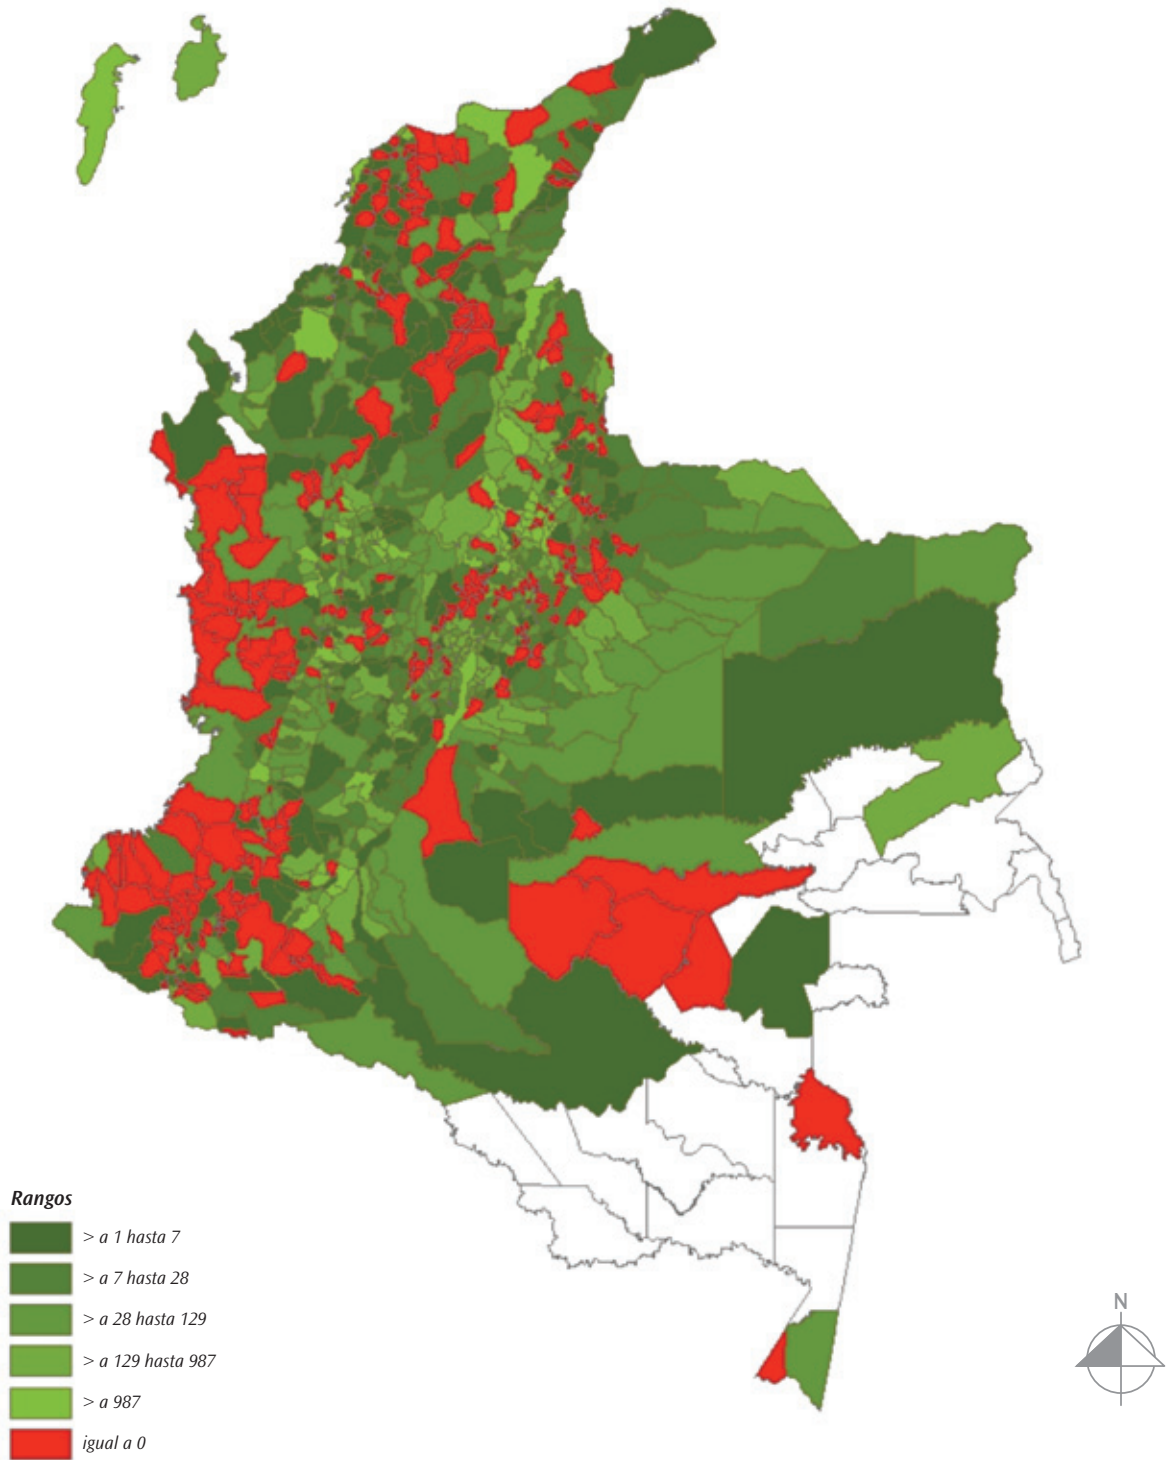 Rangos
> a 1 hasta 7
> a 7 hasta 28
> a 28 hasta 129
> a 129 hasta 987
> a 987
igual a 0
N